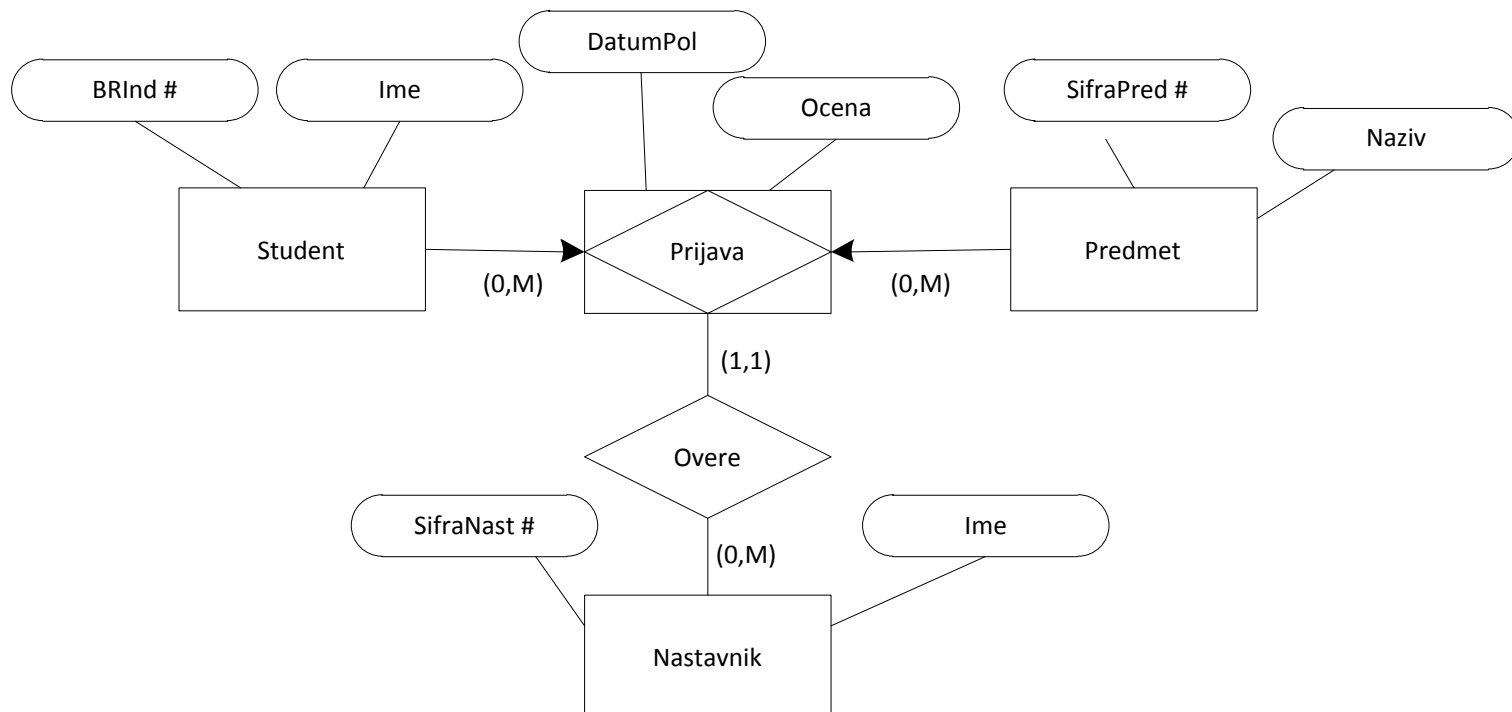 DatumPol
BRInd #
Ime
SifraPred #
Ocena
Naziv
Student
Prijava
Predmet
(0,M)
(0,M)
(1,1)
Overe
SifraNast #
Ime
(0,M)
Nastavnik